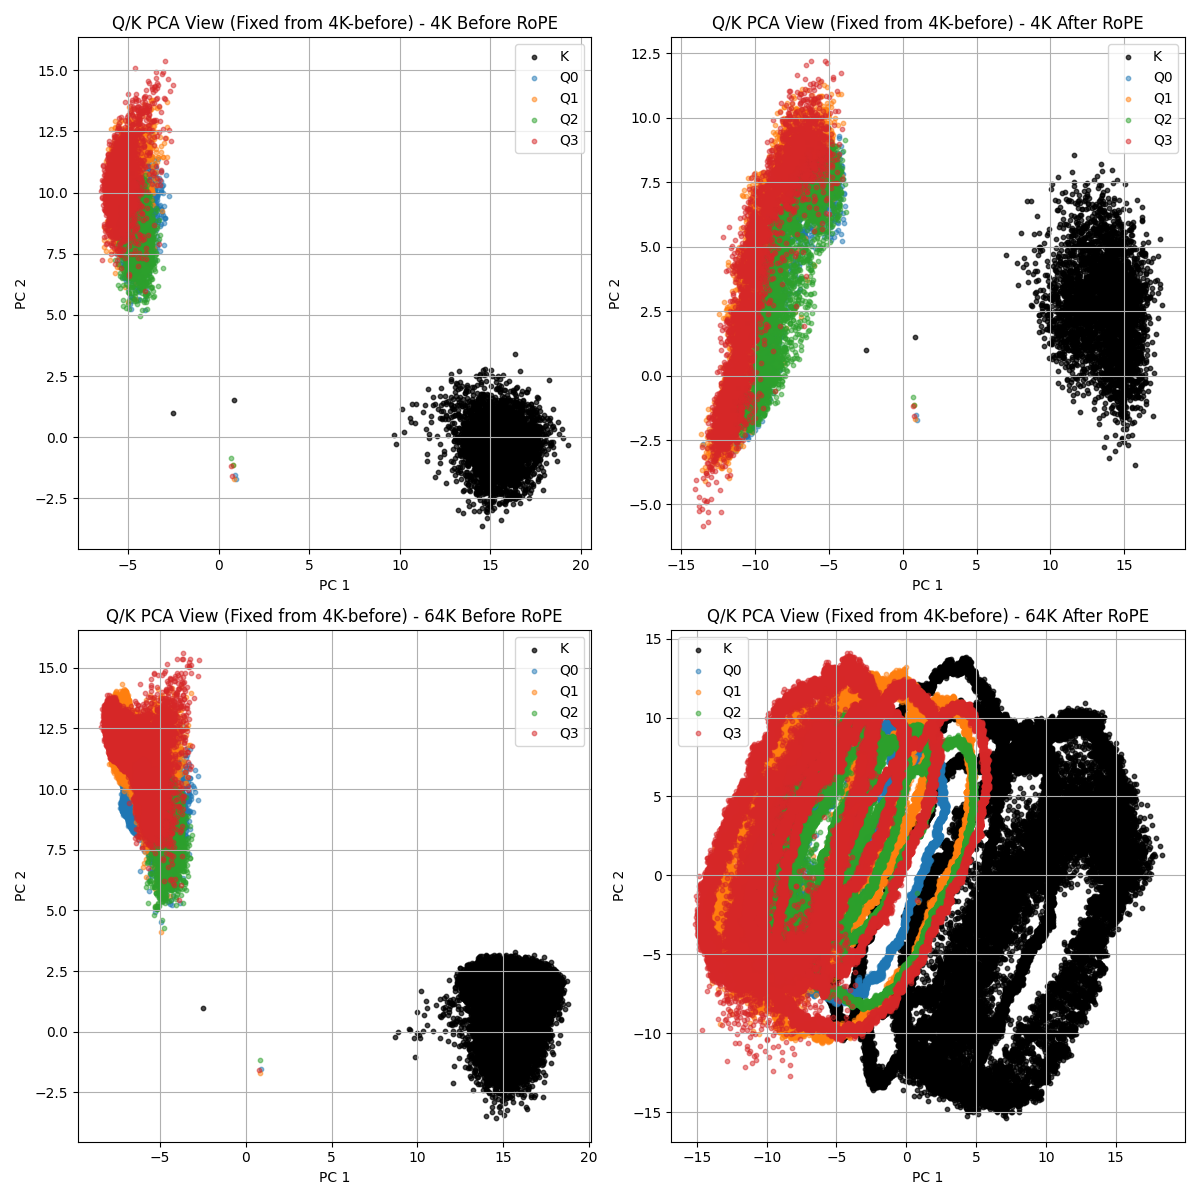 Q/K PCA View (Fixed from 4K-before) - 4K Before RoPE
15.0
12.5
10.0
7.5
5.0
2.5
0.0
−2.5
PC 2
K
Q0
Q1
Q2
Q3
−5
0
5
10
15
20
PC 1
Q/K PCA View (Fixed from 4K-before) - 4K After RoPE
12.5
10.0
7.5
5.0
2.5
0.0
−2.5
−5.0
PC 2
K
Q0
Q1
Q2
Q3
−15
−10
−5
0
5
10
15
PC 1
Q/K PCA View (Fixed from 4K-before) - 64K Before RoPE
15.0
12.5
10.0
7.5
5.0
2.5
0.0
−2.5
PC 2
K
Q0
Q1
Q2
Q3
−5
0
5
10
15
20
PC 1
Q/K PCA View (Fixed from 4K-before) - 64K After RoPE
15
10
5
0
−5
−10
−15
PC 2
K
Q0
Q1
Q2
Q3
−15
−10
−5
0
5
10
15
PC 1